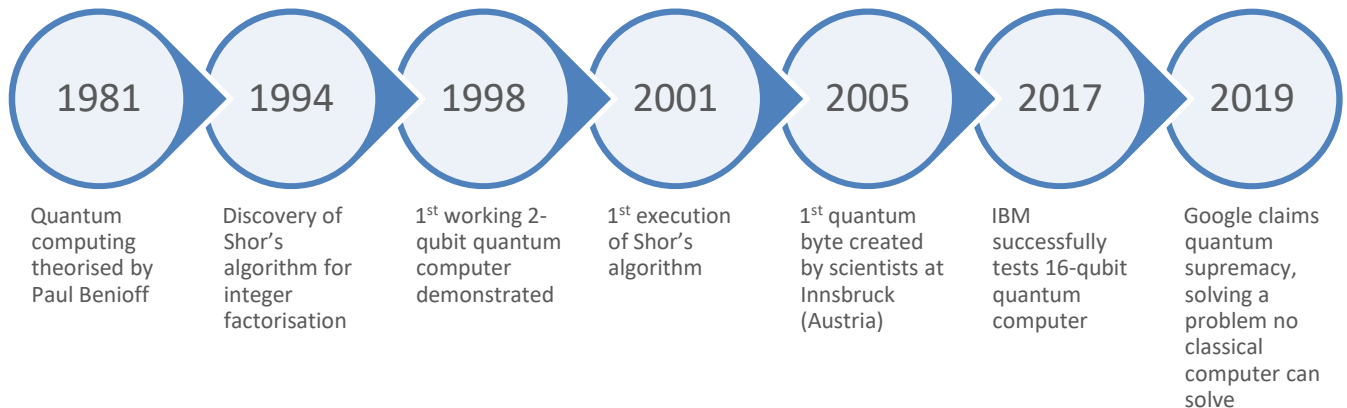 1981
1994
1998
2001
2005
2017
2019
Quantum
computing
theorised by
Paul Benioff
Discovery of
Shor’s
algorithm for
integer
factorisation
1st working 2-
qubit quantum
computer
demonstrated
1st execution
of Shor’s
algorithm
1st quantum
byte created
by scientists at
Innsbruck
(Austria)
IBM
successfully
tests 16-qubit
quantum
computer
Google claims
quantum
supremacy,
solving a
problem no
classical
computer can
solve